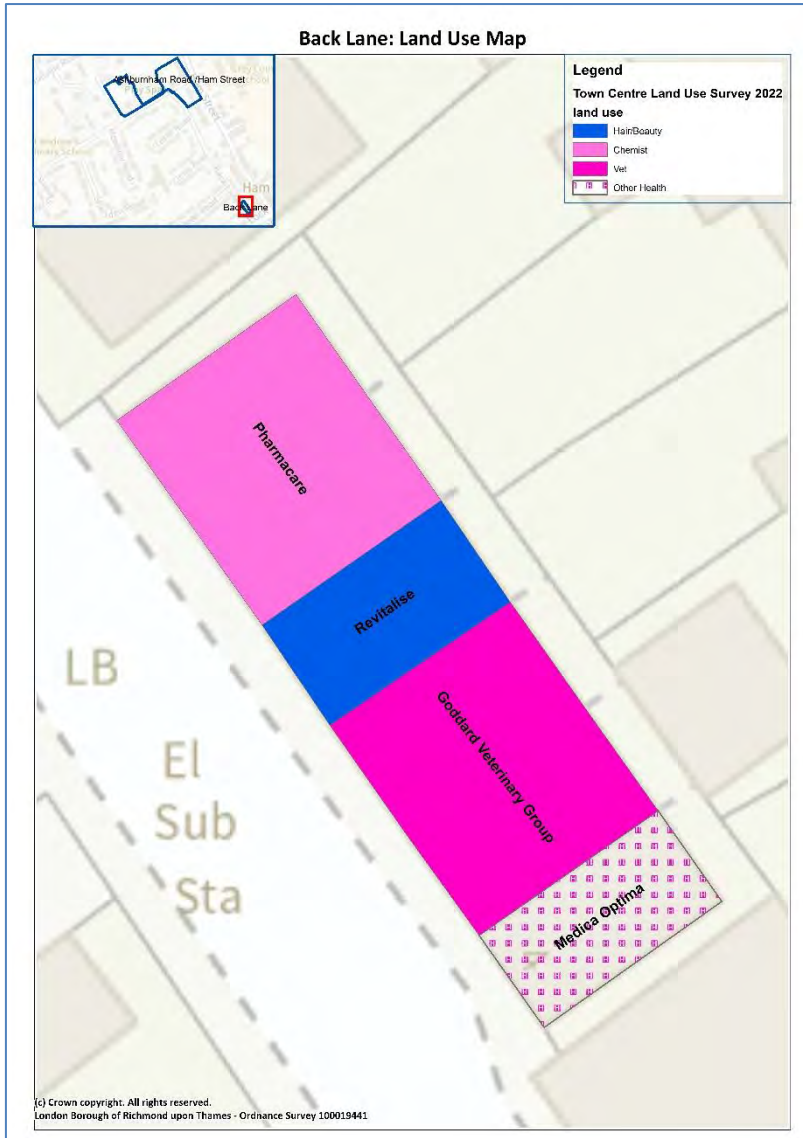 Back Lane: Land Use Map
Ashburnham Road /Ham Street
Ham
Back Lane
Legend
Town Centre Land Use Survey 2022
land use
Hair/Beauty
Chemist
Vet
Other Health
Pharmacare
Revitalise
Goddard Veterinary Group
Medica Optima
LB
El
Sub
Sta
(c) Crown copyright. All rights reserved.
London Borough of Richmond upon Thames - Ordnance Survey 100019441